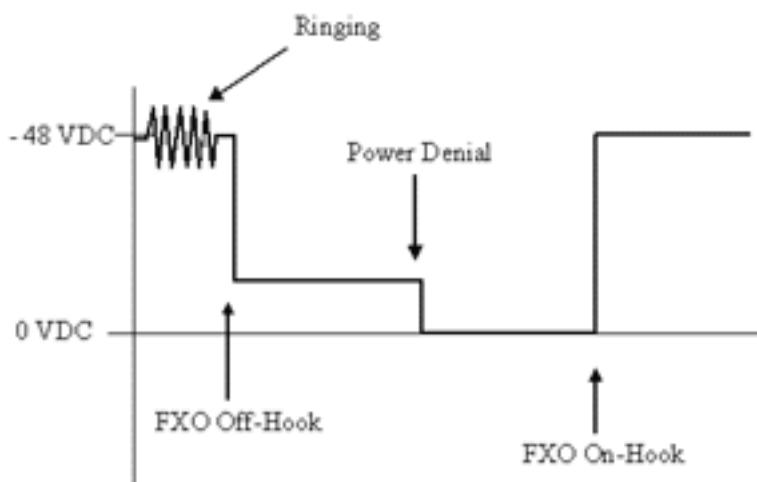 Ringing
- 48 VDC
Power Denial
0 VDC
FXO Off-Hook
FXO On-Hook